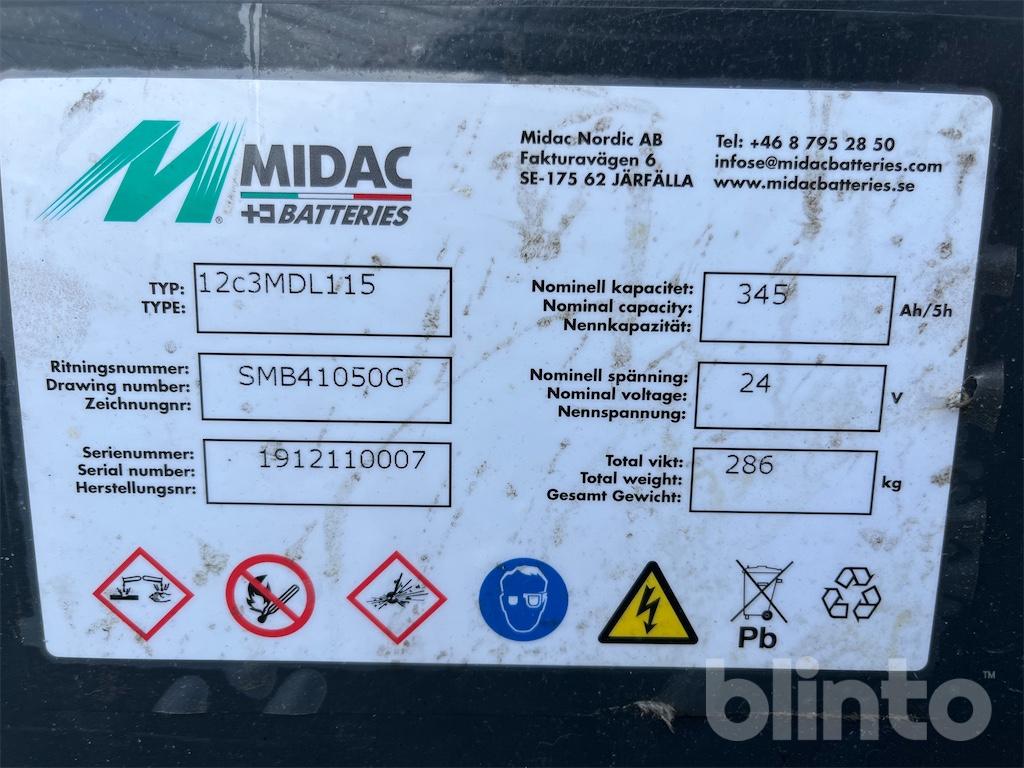 MIDAC
BATTERIES
Midac Nordic AB
Fakturavägen 6
SE-175 62 JÄRFÄLLA
Tel: +46 8 795 28 50
infose@midacbatteries.com
www.midacbatteries.se
TYP:
TYPE:
12c3MDL115
Nominell kapacitet:
Nominal capacity:
Nennkapazität:
345
Ah/5h
Ritningsnummer:
Drawing number:
Zeichnungnr:
SMB41050G
Nominell spänning:
Nominal voltage:
Nennspannung:
24
V
Serienumer:
Serial number:
Herstellungsnr:
1912110007
Total vikt:
Total weight:
Gesamt Gewicht:
286
kg
Pb
blinto™